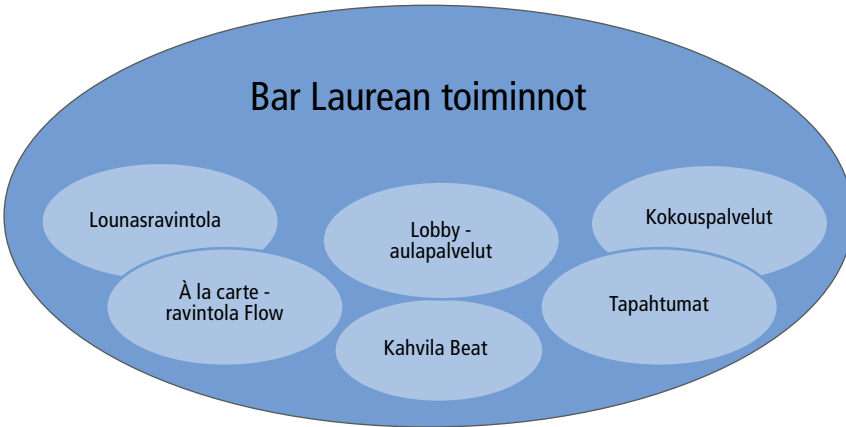 Bar Laurean toiminnot
Lounasravintola
À la carte -
ravintola Flow
Lobby -
aulapalvelut
Kahvila Beat
Kokouspalvelut
Tapahtumat